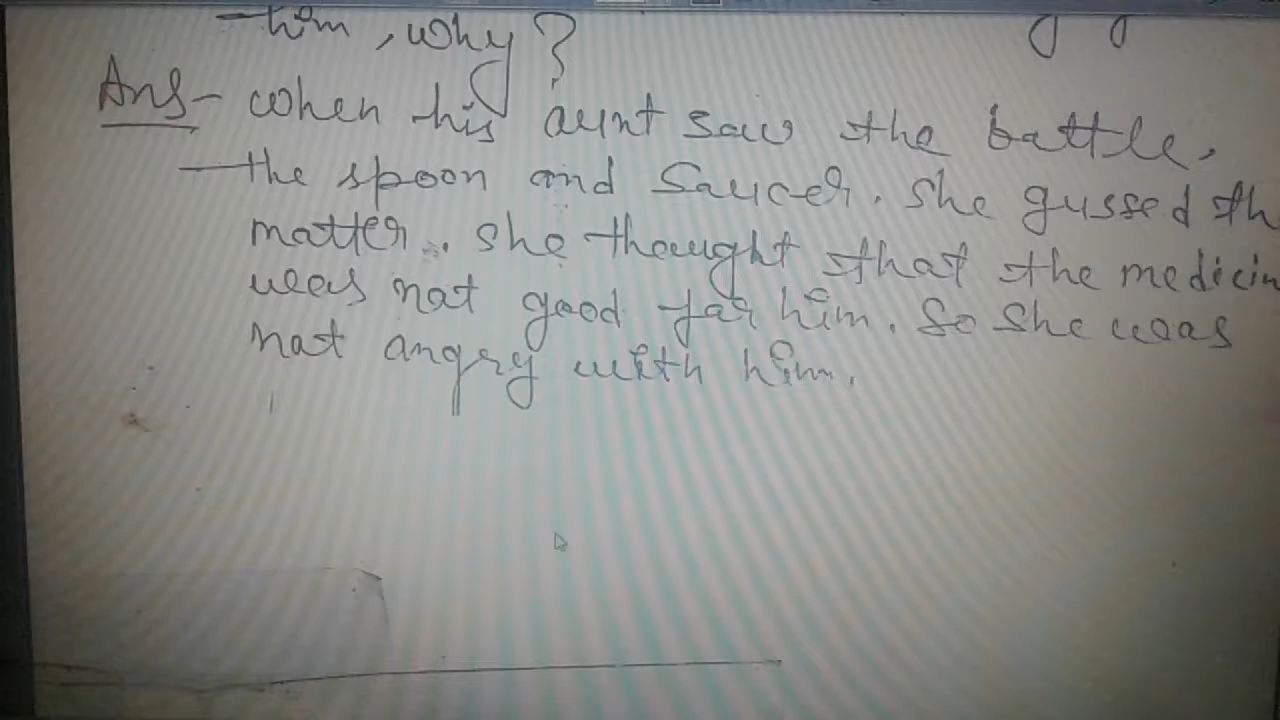 him, why?
Ans- When his aunt saw the bottle,
the spoon and saucer. She gussed th
matter. she thought that the medicin
was not good for him. So she was
not angry with him.